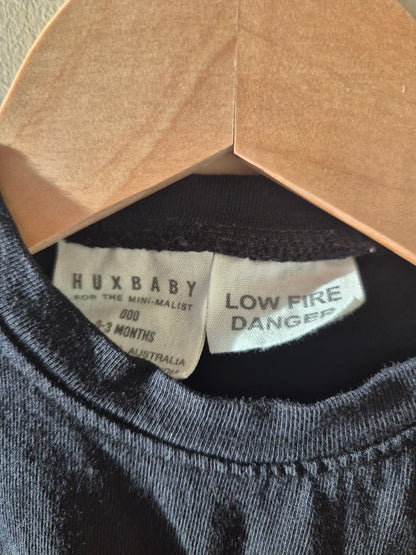 HUXBABY
FOR THE MINI-MALIST
000
0-3 MONTHS
AUSTRALIA
LOW FIRE
DANGER